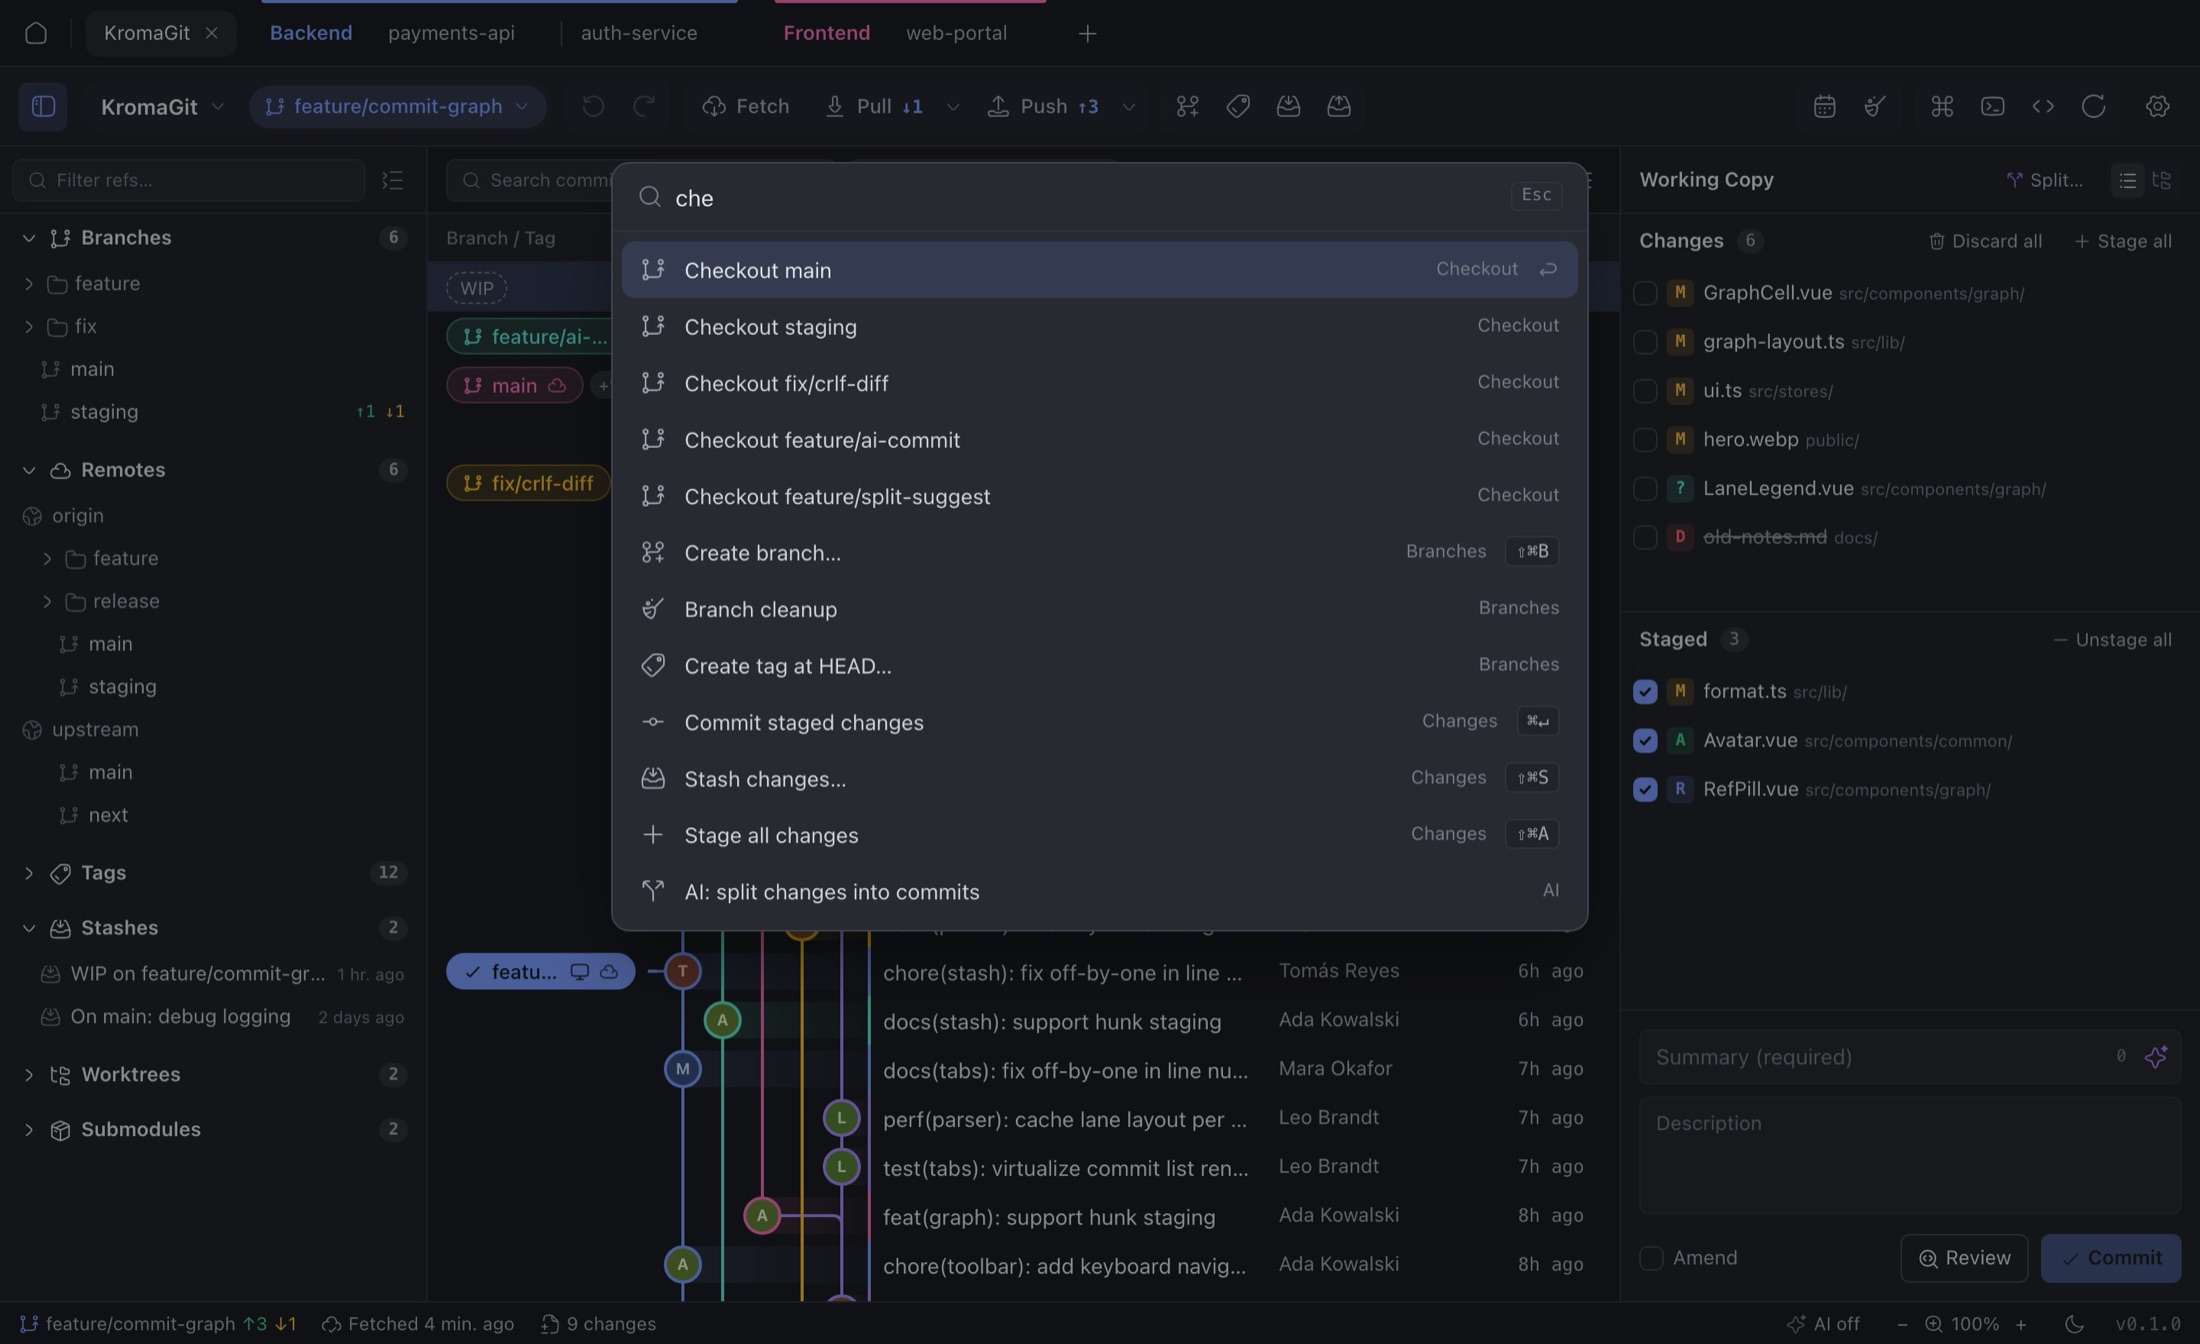 KromaGit
Backend
payments-api
auth-service
Frontend
web-portal
KromaGit
feature/commit-graph
Fetch
Pull ↓1
Push ↑3
Filter refs...
Branches 6
feature
fix
main
staging ↑1 ↓1
Remotes 6
origin
feature
release
main
staging
upstream
main
next
Tags 12
Stashes 2
WIP on feature/commit-gr... 1 hr. ago
On main: debug logging 2 days ago
Worktrees 2
Submodules 2
Search commi
Branch / Tag
WIP
feature/ai-...
main
fix/crlf-diff
che Esc
Checkout main Checkout
Checkout staging Checkout
Checkout fix/crlf-diff Checkout
Checkout feature/ai-commit Checkout
Checkout feature/split-suggest Checkout
Create branch... Branches ⇧⌘B
Branch cleanup Branches
Create tag at HEAD... Branches
Commit staged changes Changes ⌘↵
Stash changes... Changes ⇧⌘S
Stage all changes Changes ⇧⌘A
AI: split changes into commits AI
featu...
T chore(stash): fix off-by-one in line ... Tomás Reyes 6h ago
A docs(stash): support hunk staging Ada Kowalski 6h ago
M docs(tabs): fix off-by-one in line nu... Mara Okafor 7h ago
L perf(parser): cache lane layout per ... Leo Brandt 7h ago
L test(tabs): virtualize commit list ren... Leo Brandt 7h ago
A feat(graph): support hunk staging Ada Kowalski 8h ago
A chore(toolbar): add keyboard navig... Ada Kowalski 8h ago
Working Copy Split...
Changes 6 Discard all + Stage all
M GraphCell.vue src/components/graph/
M graph-layout.ts src/lib/
M ui.ts src/stores/
M hero.webp public/
? LaneLegend.vue src/components/graph/
D old-notes.md docs/
Staged 3 − Unstage all
M format.ts src/lib/
A Avatar.vue src/components/common/
R RefPill.vue src/components/graph/
Summary (required) 0
Description
Amend Review Commit
feature/commit-graph ↑3 ↓1 Fetched 4 min. ago 9 changes
AI off − 100% + v0.1.0